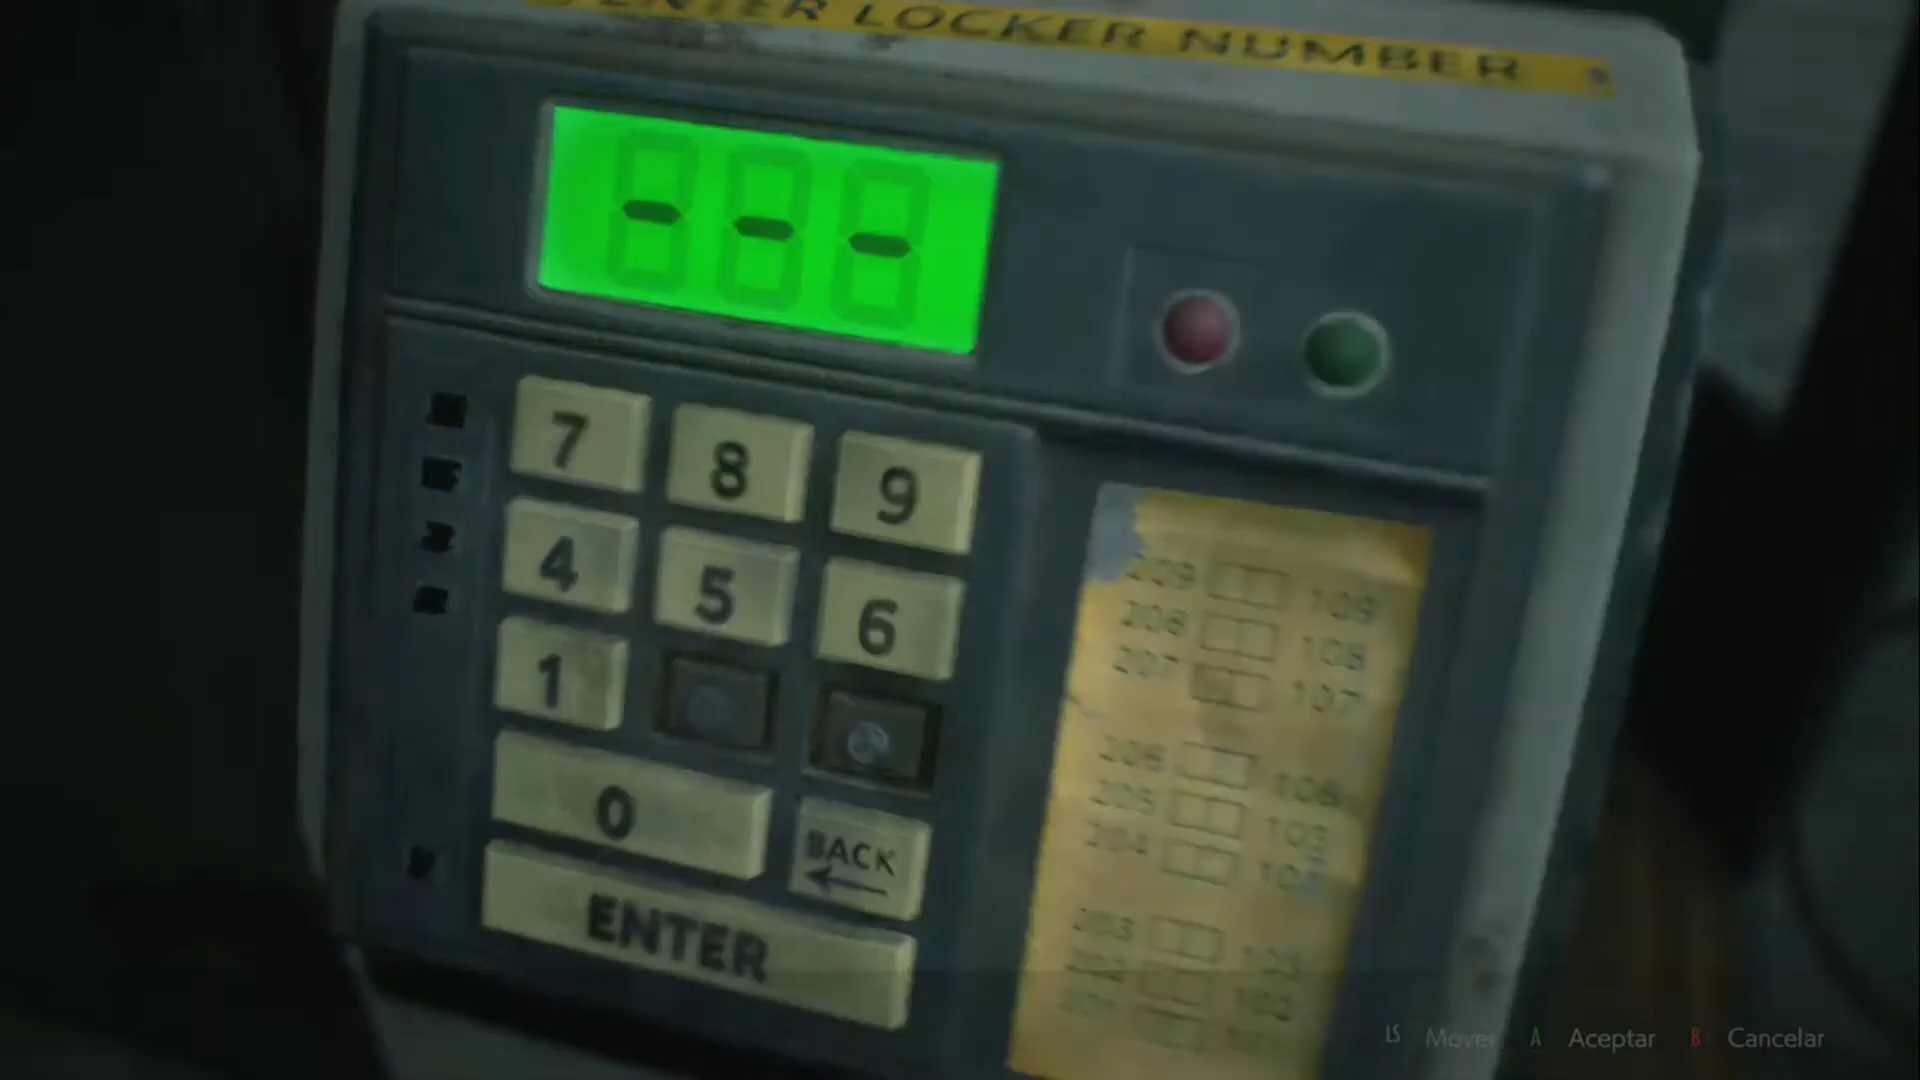 ENTER LOCKER NUMBER
- - -
7 8 9
4 5 6
1
0 BACK
ENTER
209 109
208 108
207 107
206 106
205 105
204
203
LS Mover A Aceptar B Cancelar